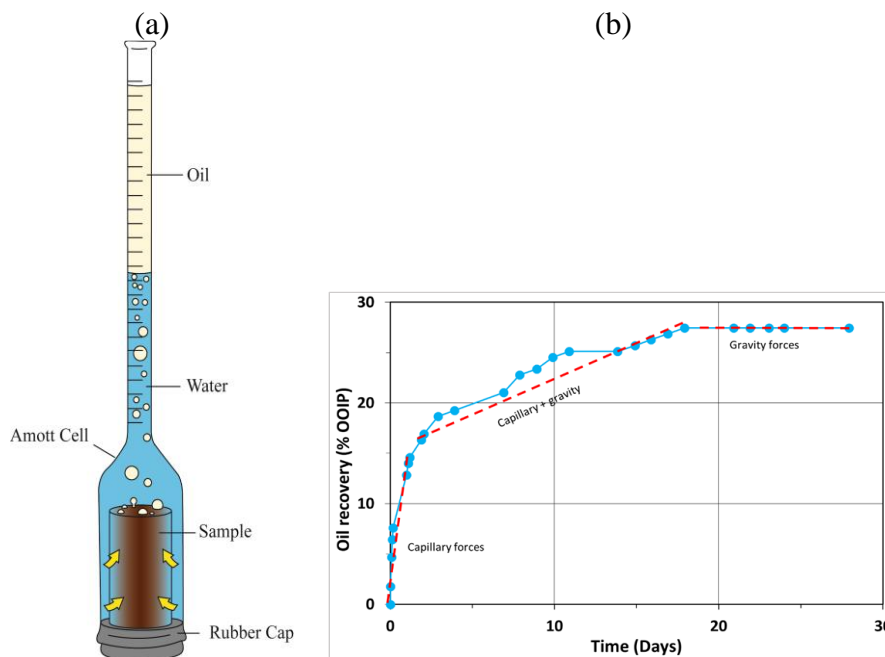 (a)
Oil
Water
Amott Cell
Sample
Rubber Cap
(b)
30
20
10
0
Oil recovery (% OOIP)
Capillary forces
Capillary + gravity
Gravity forces
0
10
20
30
Time (Days)